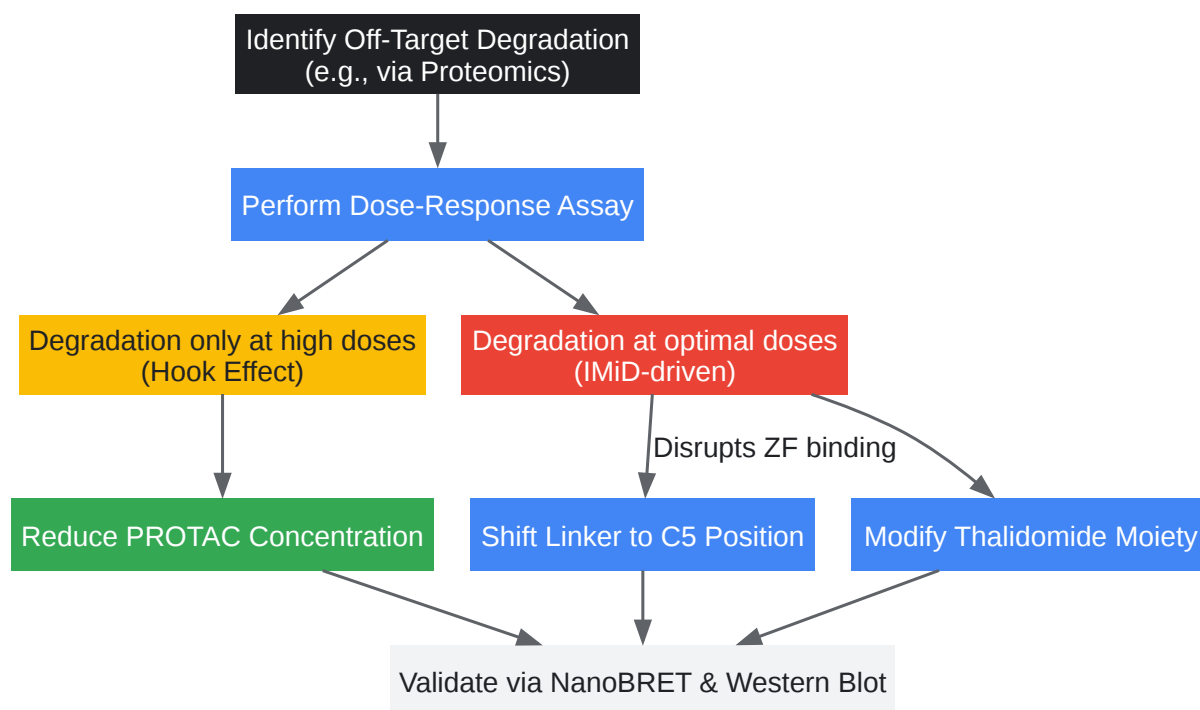 Identify Off-Target Degradation
(e.g., via Proteomics)
Perform Dose-Response Assay
Degradation only at high doses
(Hook Effect)
Degradation at optimal doses
(IMiD-driven)
Disrupts ZF binding
Reduce PROTAC Concentration
Shift Linker to C5 Position
Modify Thalidomide Moiety
Validate via NanoBRET & Western Blot